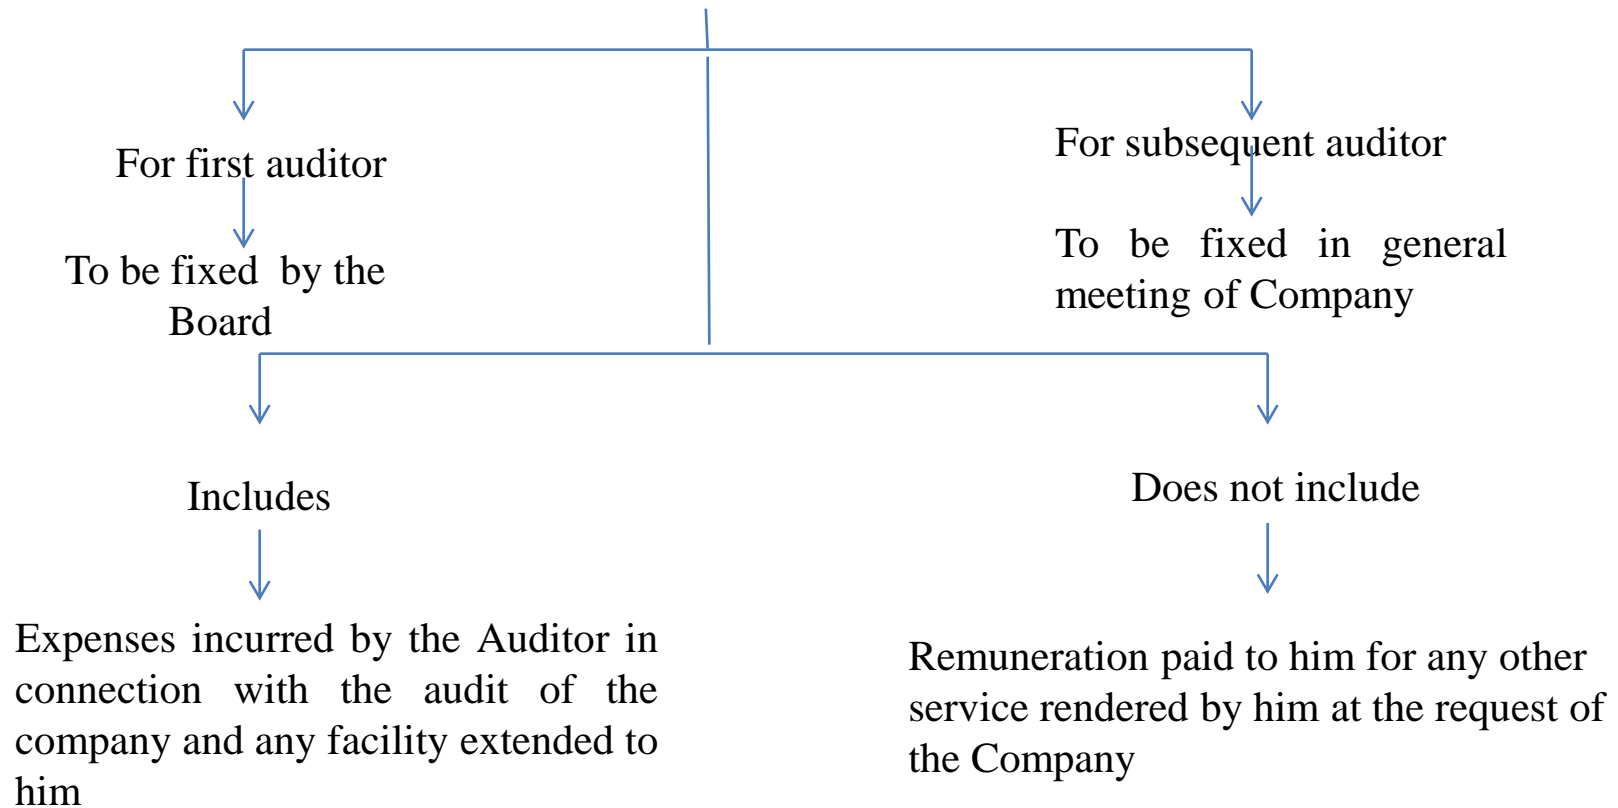 For first auditor
For subsequent auditor
To be fixed by the
Board
To be fixed in general
meeting of Company
Includes
Does not include
Expenses incurred by the Auditor in
connection with the audit of the
company and any facility extended to
him
Remuneration paid to him for any other
service rendered by him at the request of
the Company